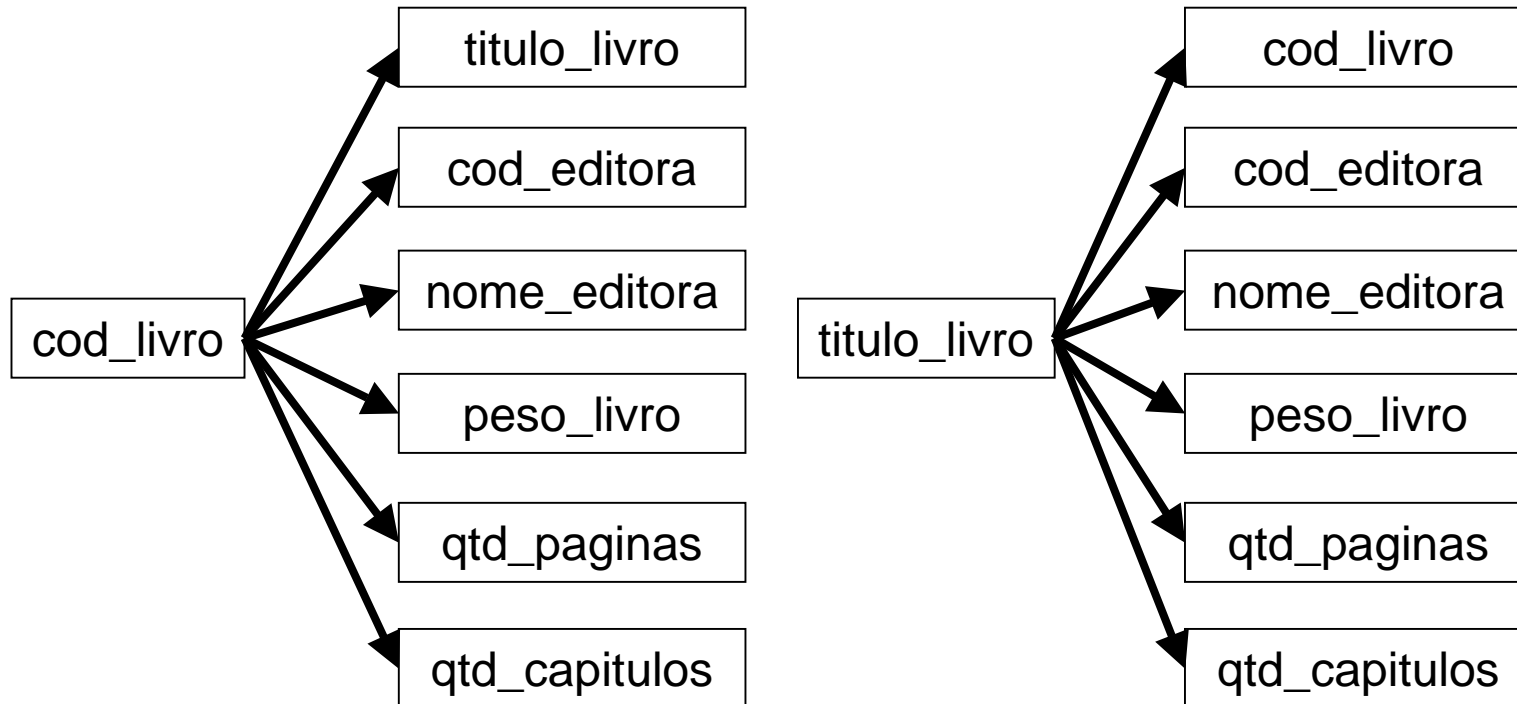 titulo_livro
cod_editora
nome_editora
cod_livro
peso_livro
qtd_paginas
qtd_capitulos
cod_livro
cod_editora
nome_editora
titulo_livro
peso_livro
qtd_paginas
qtd_capitulos